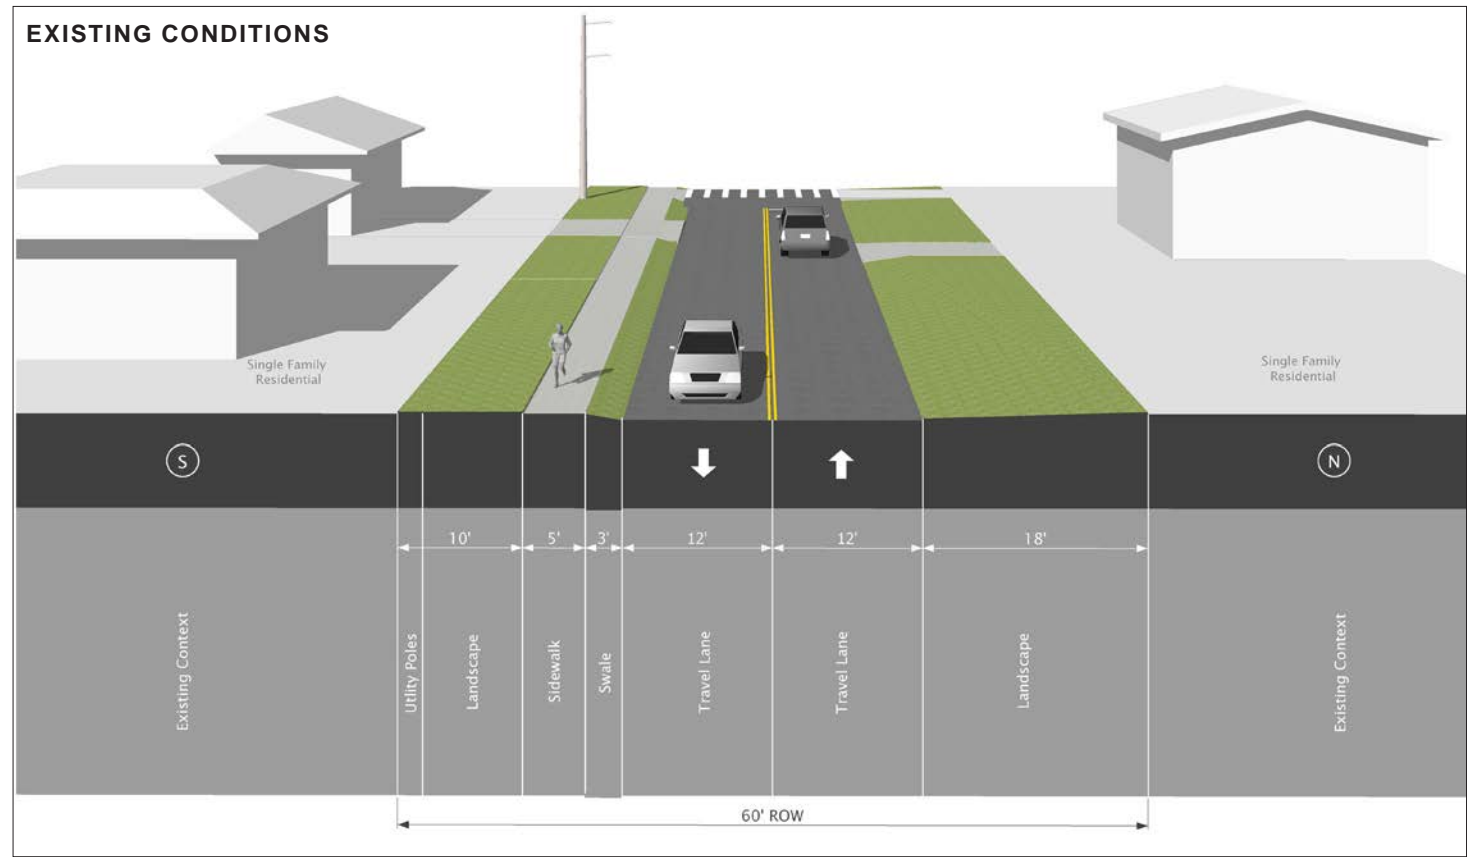 EXISTING CONDITIONS
Single Family
Residential
Single Family
Residential
S
N
10'
5'
3'
12'
12'
18'
Existing Context
Utlity Poles
Landscape
Sidewalk
Swale
Travel Lane
Travel Lane
Landscape
Existing Context
60' ROW